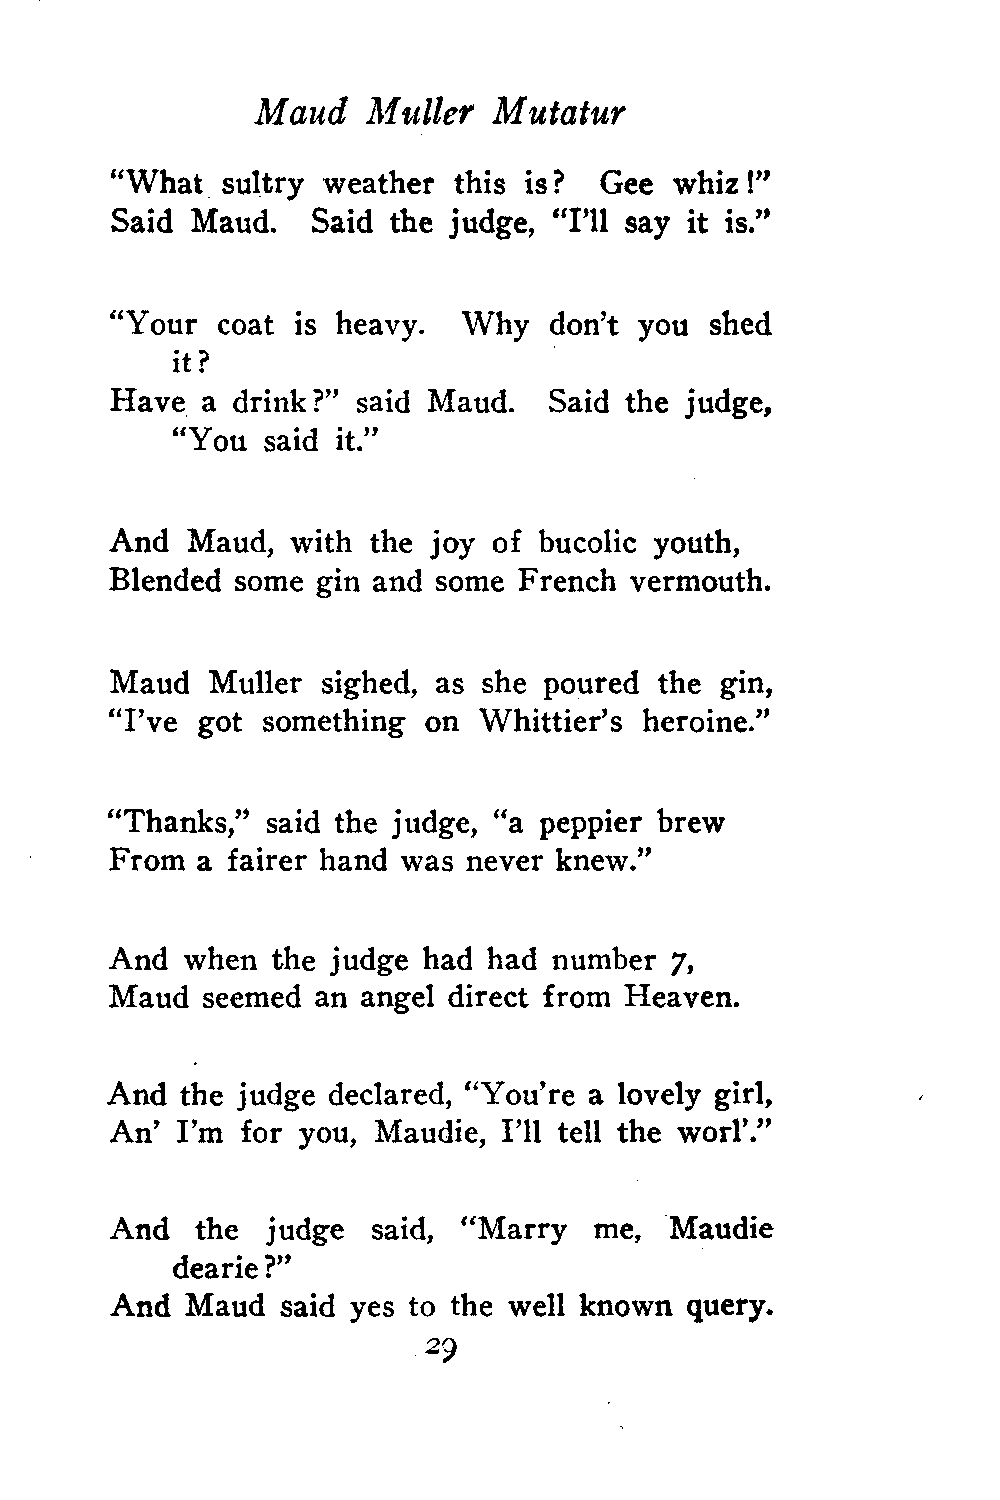 Maud Muller Mutatur
“What sultry weather this is? Gee whiz!”
Said Maud. Said the judge, “I’ll say it is.”
“Your coat is heavy. Why don’t you shed
it?
Have a drink?” said Maud. Said the judge,
“You said it.”
And Maud, with the joy of bucolic youth,
Blended some gin and some French vermouth.
Maud Muller sighed, as she poured the gin,
“I’ve got something on Whittier’s heroine.”
“Thanks,” said the judge, “a peppier brew
From a fairer hand was never knew.”
And when the judge had had number 7,
Maud seemed an angel direct from Heaven.
And the judge declared, “You’re a lovely girl,
An’ I’m for you, Maudie, I’ll tell the worl’.”
And the judge said, “Marry me, Maudie
dearie?”
And Maud said yes to the well known query.
29